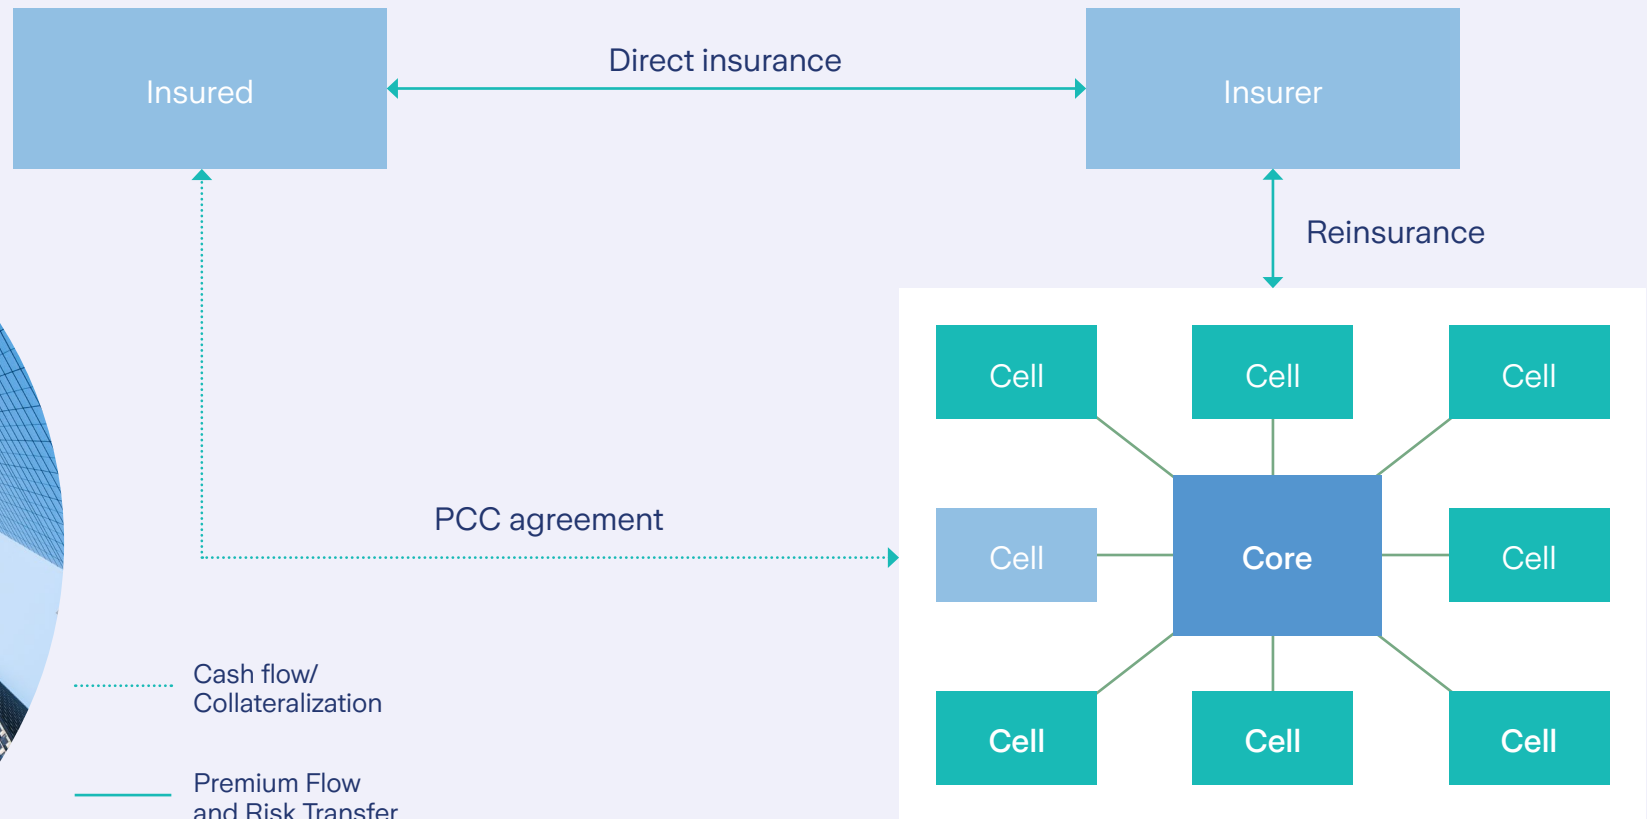 Direct insurance
Insured
Insurer
Reinsurance
Cell
Cell
Cell
PCC agreement
Cell
Core
Cell
Cash flow/
Collateralization
Cell
Cell
Cell
Premium Flow
and Risk Transfer